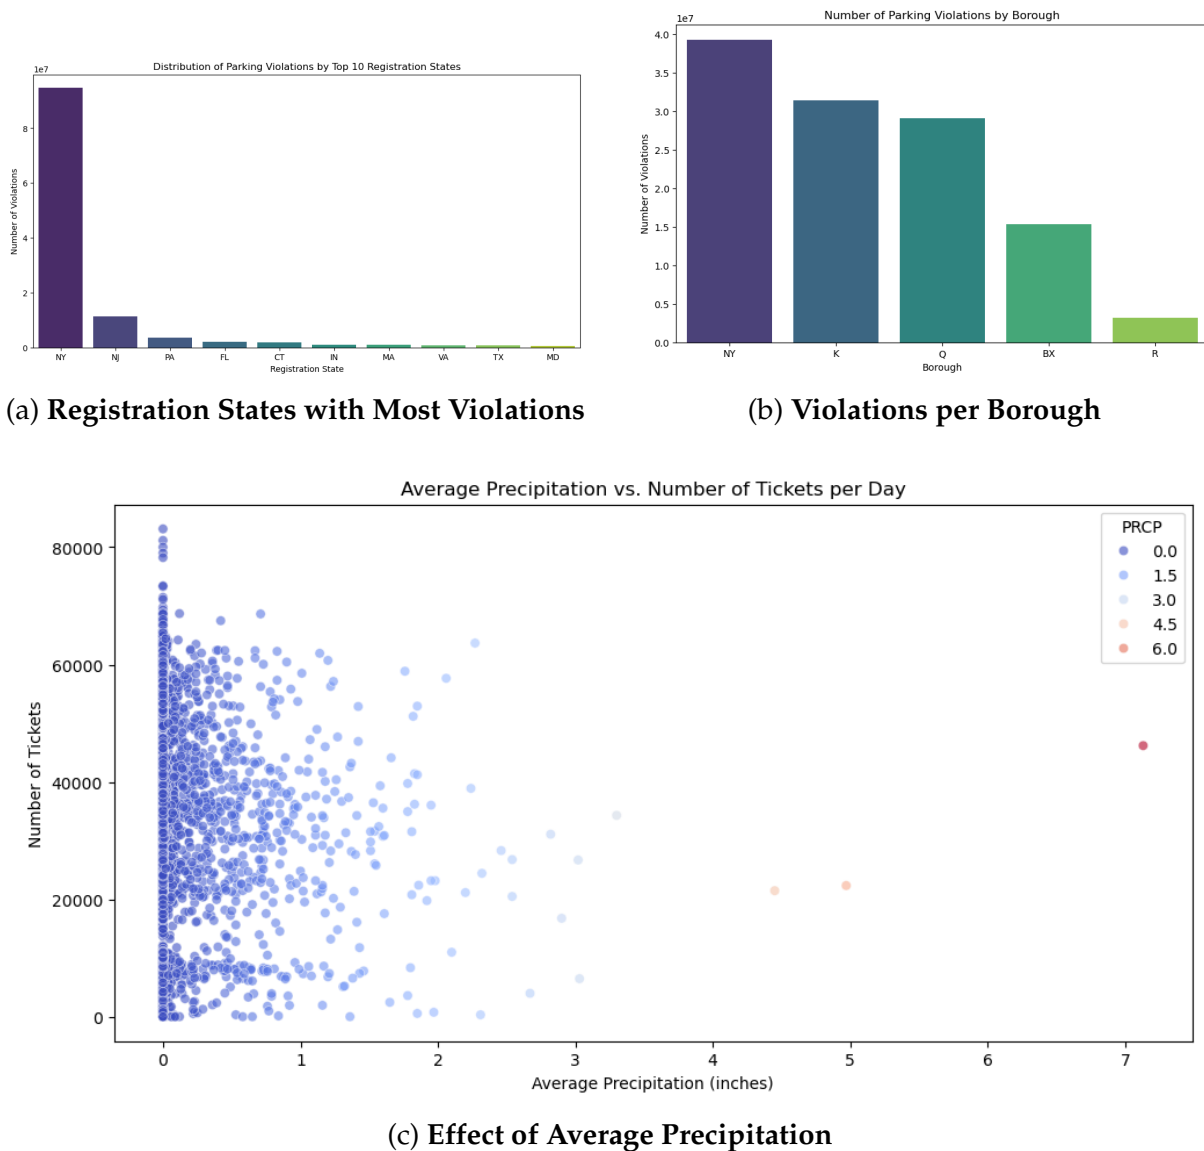 Distribution of Parking Violations by Top 10 Registration States
1e7
8
6
4
2
0
Number of Violations
NY NJ PA FL CT IN MA VA TX MD
Registration State
(a) Registration States with Most Violations
Number of Parking Violations by Borough
1e7
4.0
3.5
3.0
2.5
2.0
1.5
1.0
0.5
0.0
Number of Violations
NY K Q BX R
Borough
(b) Violations per Borough
Average Precipitation vs. Number of Tickets per Day
80000
60000
40000
20000
0
Number of Tickets
PRCP
0.0
1.5
3.0
4.5
6.0
0 1 2 3 4 5 6 7
Average Precipitation (inches)
(c) Effect of Average Precipitation